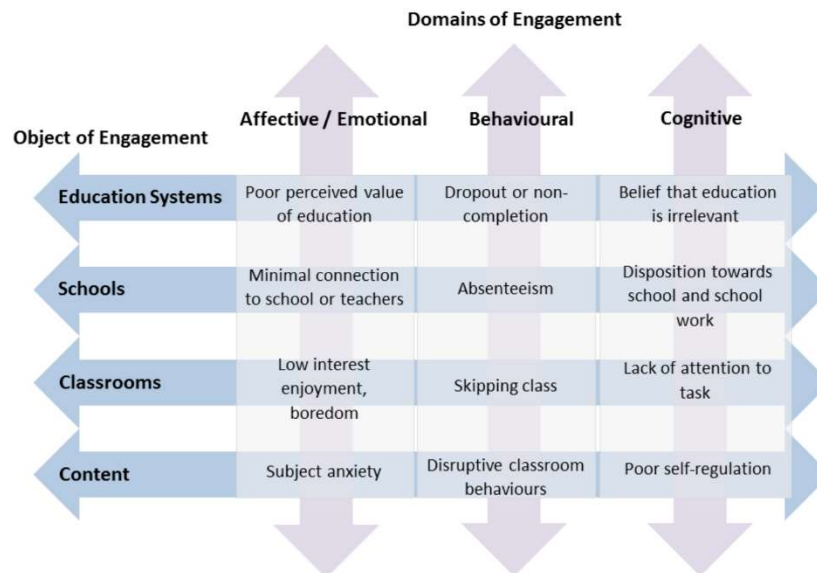 Domains of Engagement
Affective / Emotional
Behavioural
Cognitive
Object of Engagement
Education Systems
Poor perceived value
of education
Dropout or non-
completion
Belief that education
is irrelevant
Schools
Minimal connection
to school or teachers
Absenteeism
Disposition towards
school and school
work
Classrooms
Low interest
enjoyment,
boredom
Skipping class
Lack of attention to
task
Content
Subject anxiety
Disruptive classroom
behaviours
Poor self-regulation